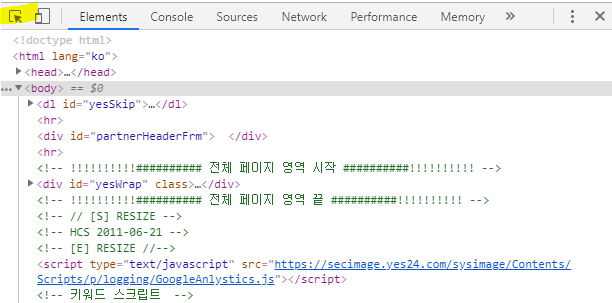 Elements Console Sources Network Performance Memory »
<!doctype html>
<html lang="ko">
<head>…</head>
<body> == $0
<dl id="yesSkip">…</dl>
<hr>
<div id="partnerHeaderFrm">  </div>
<hr>
<!-- !!!!!!!!!!########## 전체 페이지 영역 시작 ##########!!!!!!!!!! -->
<div id="yesWrap" class>…</div>
<!-- !!!!!!!!!!########## 전체 페이지 영역 끝 ##########!!!!!!!!!! -->
<!-- // [S] RESIZE -->
<!-- HCS 2011-06-21 -->
<!-- [E] RESIZE //-->
<script type="text/javascript" src="https://secimage.yes24.com/sysimage/Contents/
Scripts/p/logging/GoogleAnlystics.js"></script>
<!-- 키워드 스크립트  -->